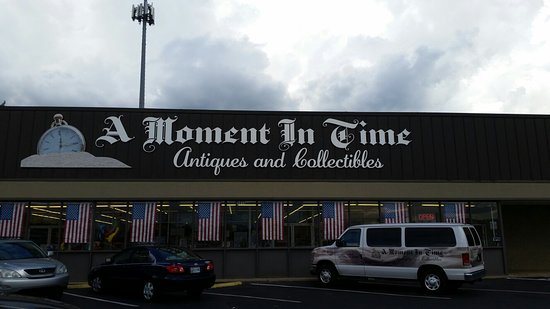 A Moment In Time
Antiques and Collectibles
OPEN
A Moment In Time